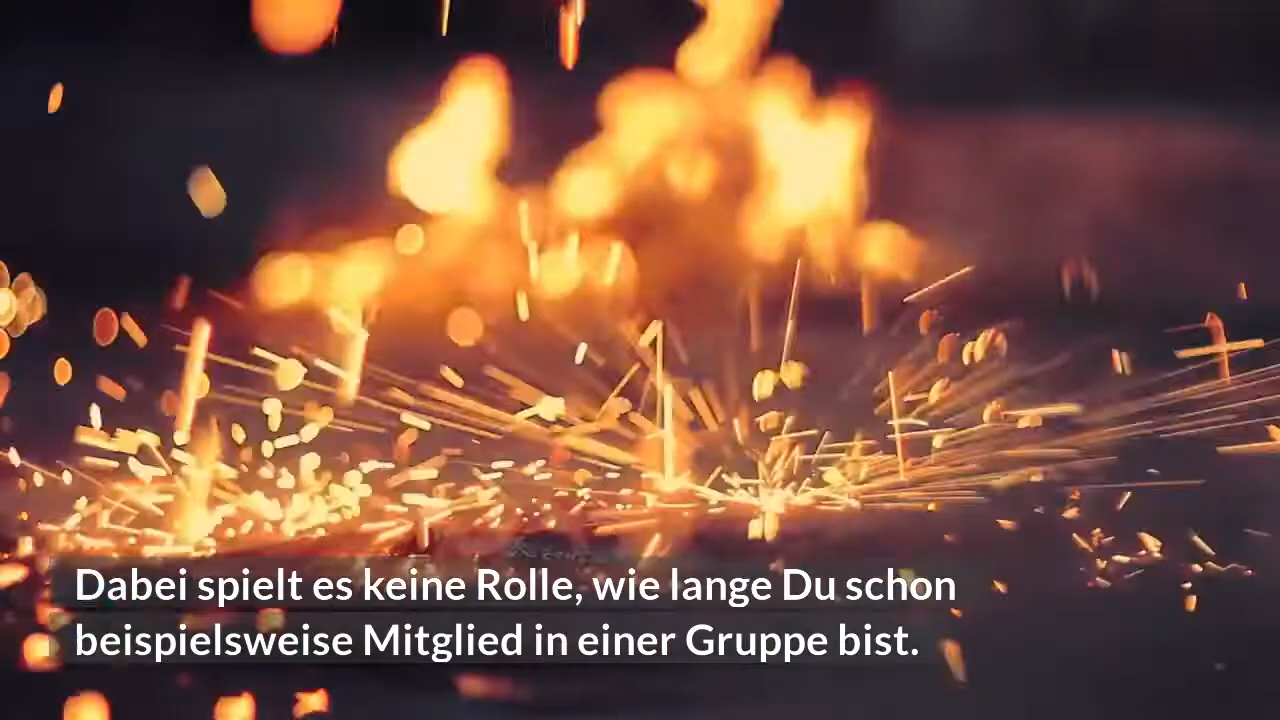 Dabei spielt es keine Rolle, wie lange Du schon
beispielsweise Mitglied in einer Gruppe bist.